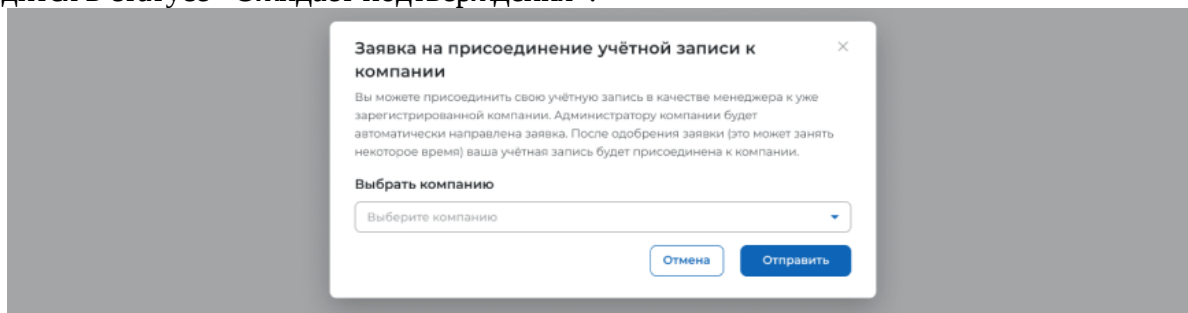 Заявка на присоединение учётной записи к
компании
Вы можете присоединить свою учётную запись в качестве менеджера к уже
зарегистрированной компании. Администратору компании будет
автоматически направлена заявка. После одобрения заявки (это может занять
некоторое время) ваша учётная запись будет присоединена к компании.
Выбрать компанию
Выберите компанию
Отмена
Отправить